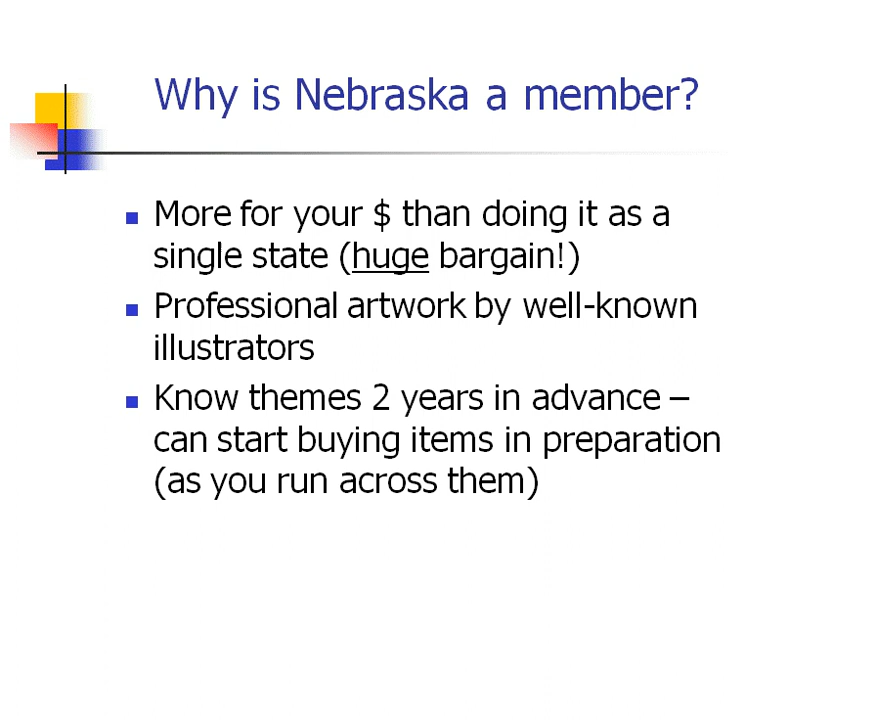 Why is Nebraska a member?
More for your $ than doing it as a
single state (huge bargain!)
Professional artwork by well-known
illustrators
Know themes 2 years in advance –
can start buying items in preparation
(as you run across them)